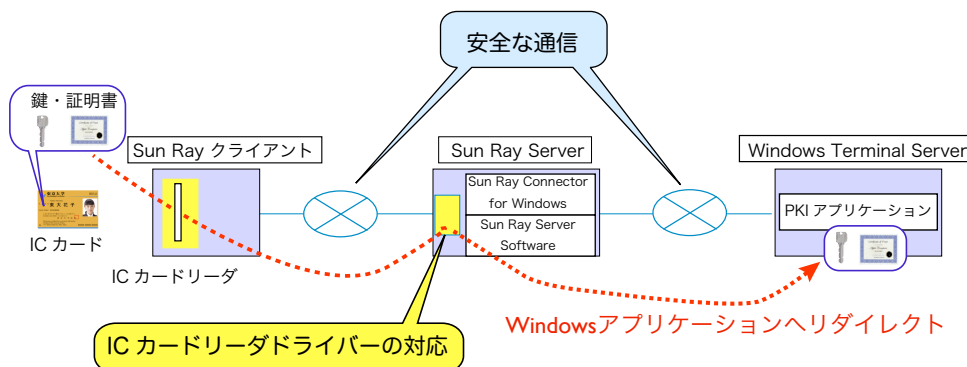 安全な通信
鍵・証明書
Sun Ray クライアント
Sun Ray Server
Windows Terminal Server
Sun Ray Connector
for Windows
Sun Ray Server
Software
PKI アプリケーション
IC カード
IC カードリーダ
Windowsアプリケーションへリダイレクト
IC カードリーダドライバーの対応